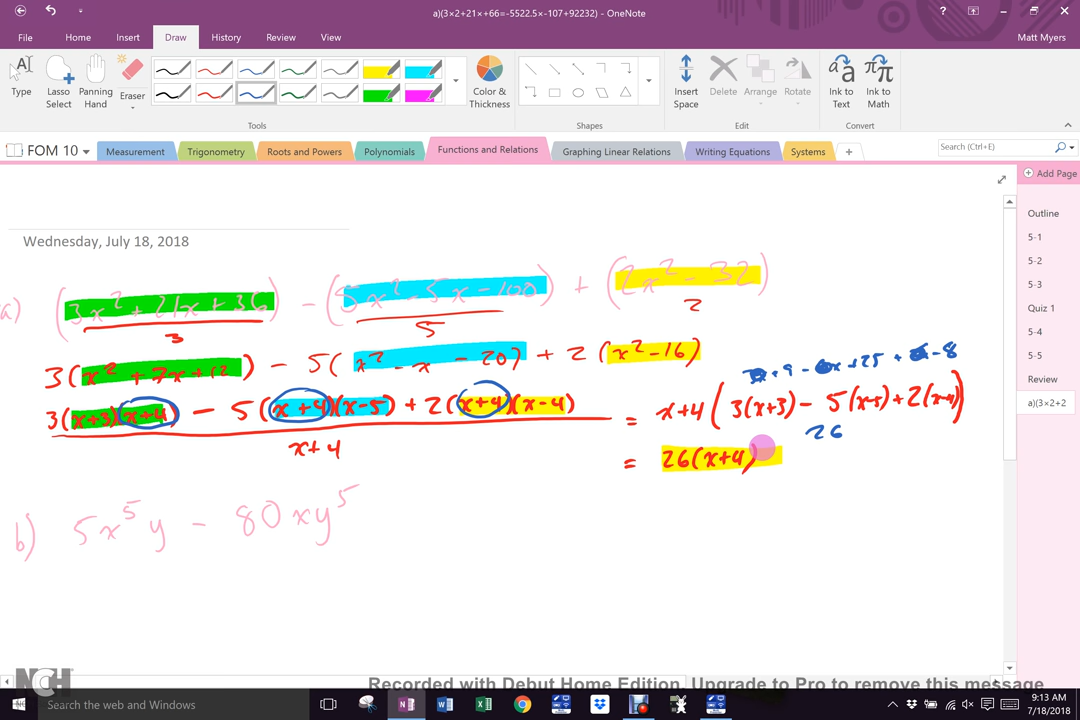 a)(3×2+21×+66=-5522.5×-107+92232) - OneNote
File Home Insert Draw History Review View
Matt Myers
Type Lasso Select Panning Hand Eraser Color & Thickness Insert Space Delete Arrange Rotate Ink to Text Ink to Math
Tools Shapes Edit Convert
FOM 10 Measurement Trigonometry Roots and Powers Polynomials Functions and Relations Graphing Linear Relations Writing Equations Systems + Search (Ctrl+E)
Add Page
Outline
5-1
5-2
5-3
Quiz 1
5-4
5-5
Review
a)(3×2+2
Wednesday, July 18, 2018
a) (3x² + 21x + 36) - (5x² - 5x - 100) + (2x² - 32)
3 5 2
3(x² + 7x + 12) - 5(x² - x - 20) + 2(x² - 16)
+ 9 - + 25 + - 8
3(x+3)(x+4) - 5(x+4)(x-5) + 2(x+4)(x-4) = x+4(3(x+3) - 5(x-5) + 2(x-4))
x+4
26
= 26(x+4)
b) 5x⁵y - 80xy⁵
NCH
Recorded with Debut Home Edition. Upgrade to Pro to remove this message
Search the web and Windows
9:13 AM
7/18/2018